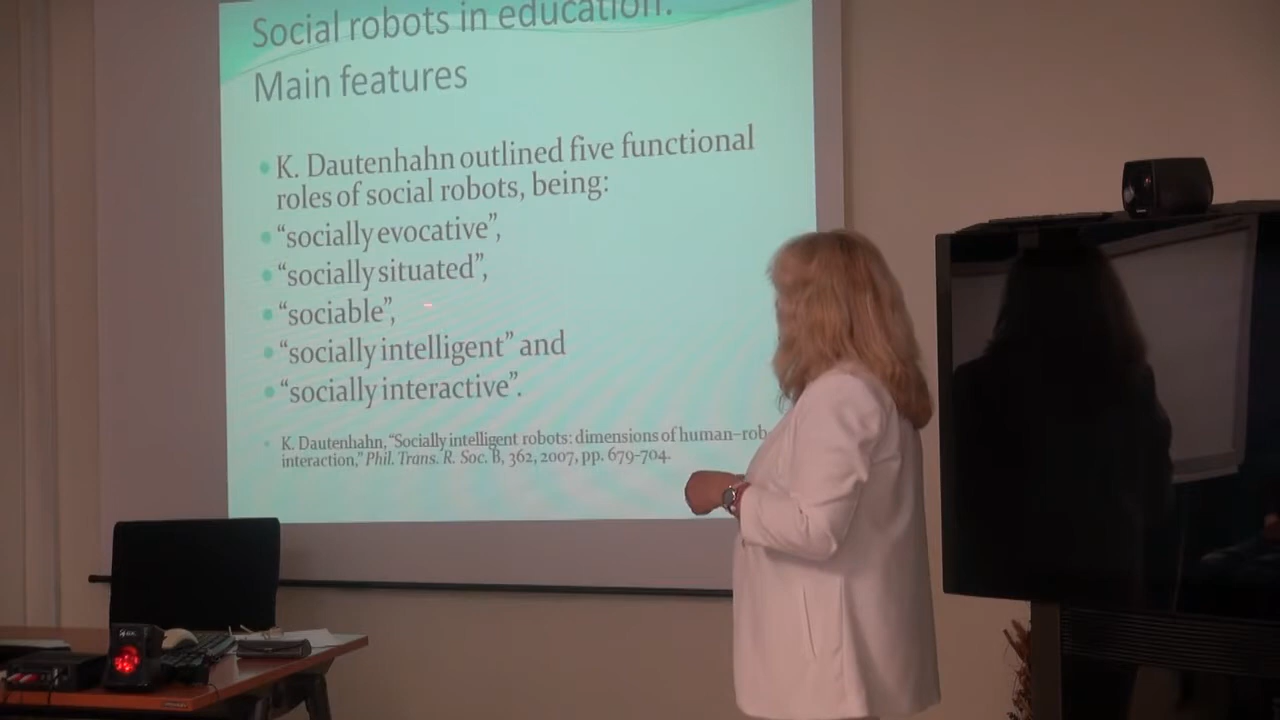 Social robots in education:
Main features
K. Dautenhahn outlined five functional
roles of social robots, being:
“socially evocative”,
“socially situated”,
“sociable”,
“socially intelligent” and
“socially interactive”.
K. Dautenhahn, “Socially intelligent robots: dimensions of human–rob
interaction,” Phil. Trans. R. Soc. B, 362, 2007, pp. 679–704.